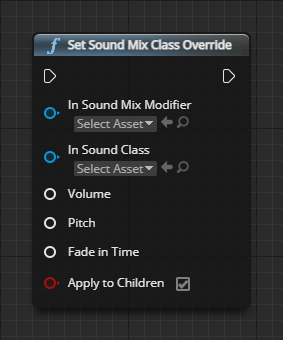 f Set Sound Mix Class Override
In Sound Mix Modifier
Select Asset
In Sound Class
Select Asset
Volume
Pitch
Fade in Time
Apply to Children